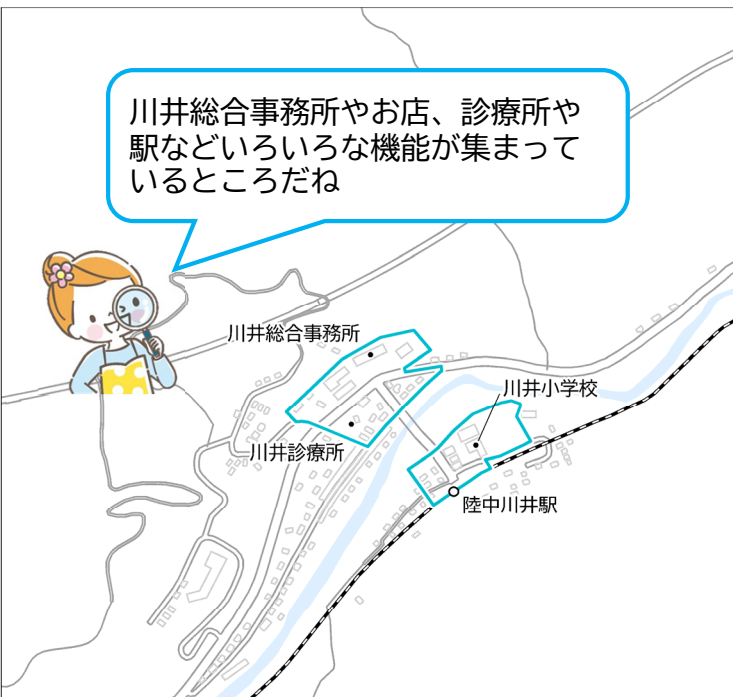 川井総合事務所やお店、診療所や
駅などいろいろな機能が集まって
いるところだね
川井総合事務所
川井小学校
川井診療所
陸中川井駅